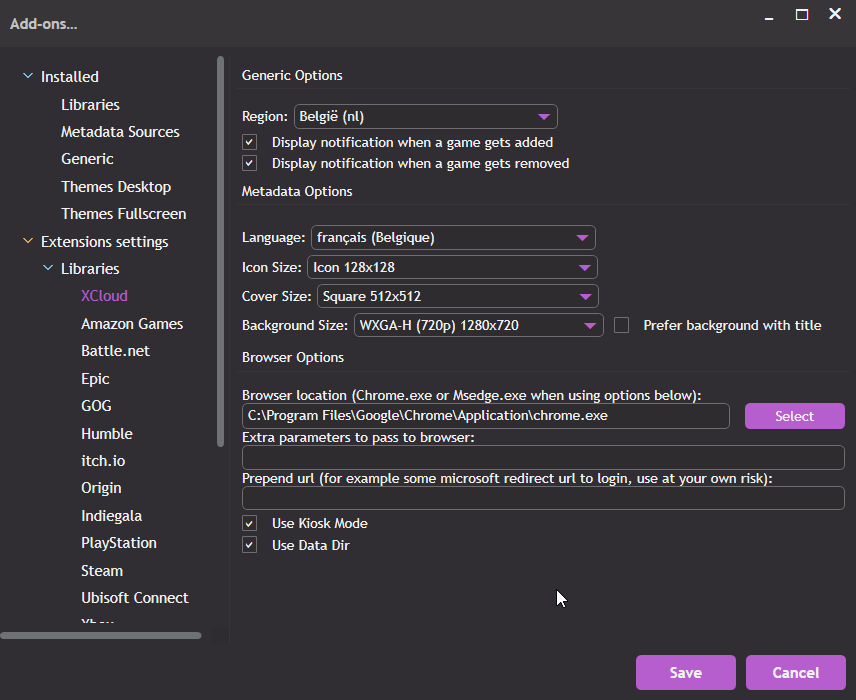 Add-ons...
Installed
Libraries
Metadata Sources
Generic
Themes Desktop
Themes Fullscreen
Extensions settings
Libraries
XCloud
Amazon Games
Battle.net
Epic
GOG
Humble
itch.io
Origin
Indiegala
PlayStation
Steam
Ubisoft Connect
Generic Options
Region: België (nl)
Display notification when a game gets added
Display notification when a game gets removed
Metadata Options
Language: français (Belgique)
Icon Size: Icon 128x128
Cover Size: Square 512x512
Background Size: WXGA-H (720p) 1280x720 Prefer background with title
Browser Options
Browser location (Chrome.exe or Msedge.exe when using options below):
C:\Program Files\Google\Chrome\Application\chrome.exe Select
Extra parameters to pass to browser:
Prepend url (for example some microsoft redirect url to login, use at your own risk):
Use Kiosk Mode
Use Data Dir
Save Cancel